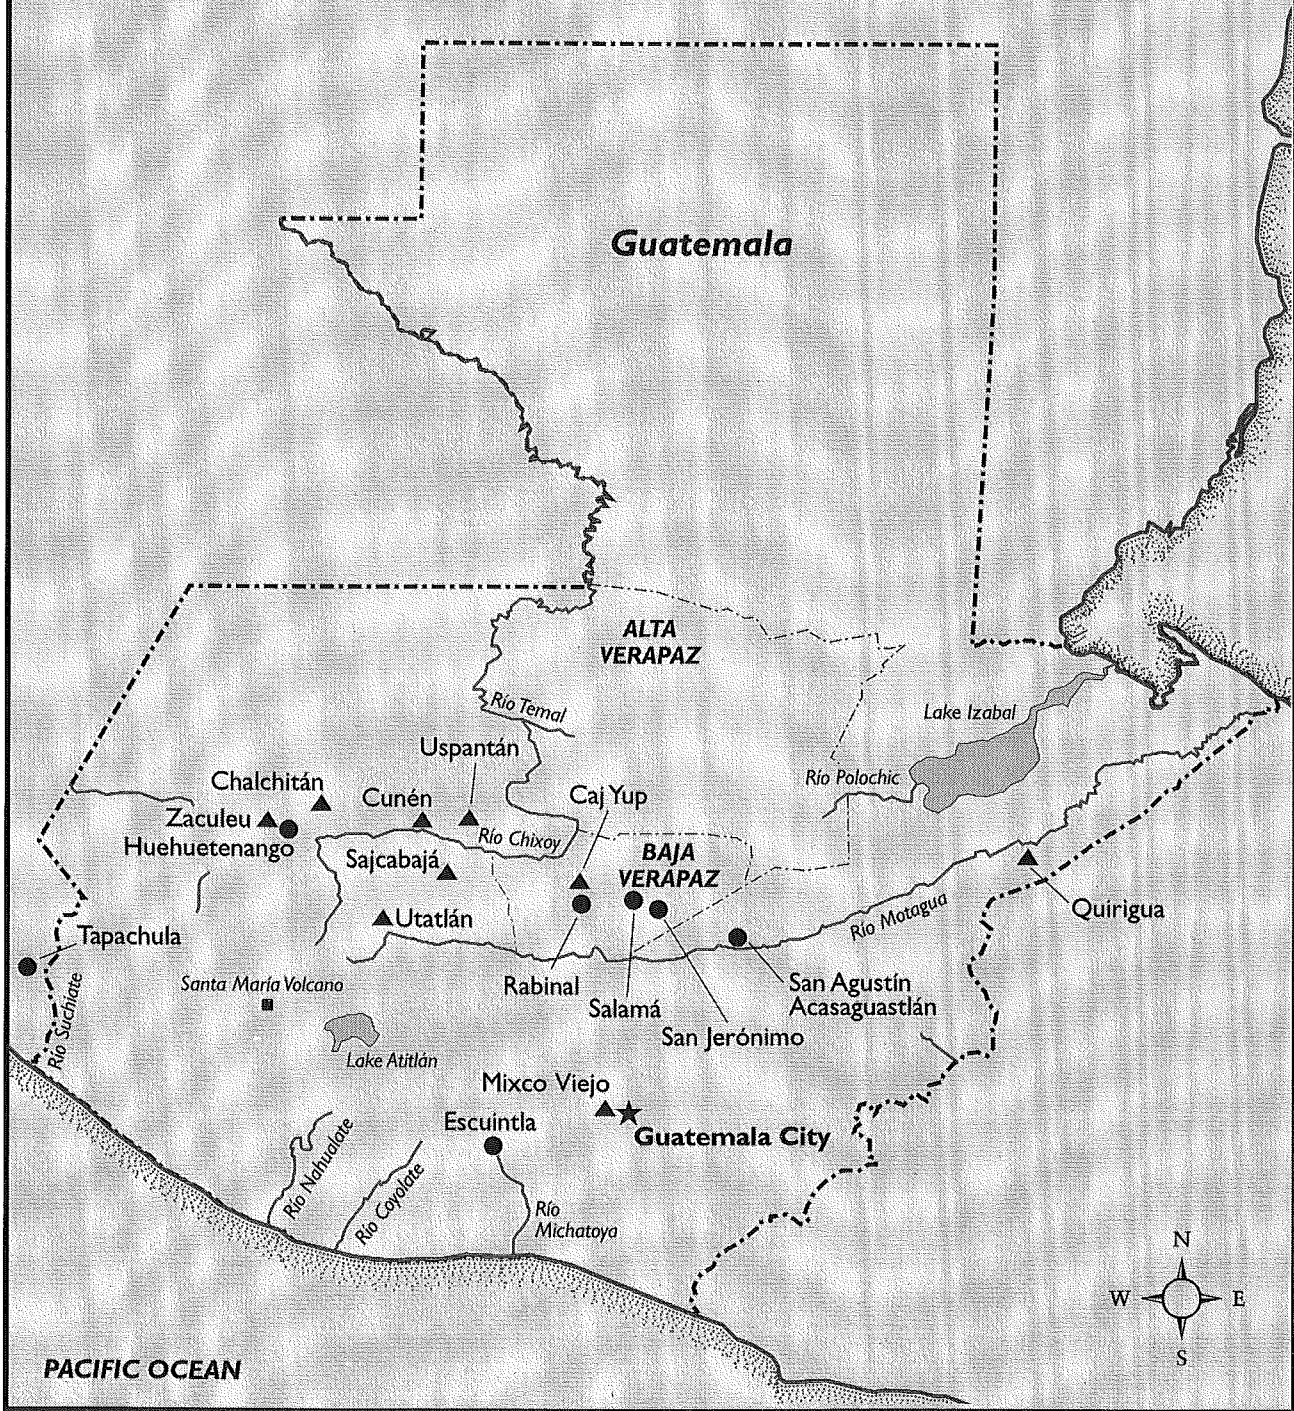 Guatemala
ALTA
VERAPAZ
Río Temal
Lake Izabal
Uspantán
Río Polochic
Chalchitán
Cunén
Caj Yup
Zaculeu
Huehuetenango
Río Chixoy
Sajcabajá
BAJA
VERAPAZ
Utatlán
Río Motagua
Quirigua
Tapachula
Rabinal
Salamá
San Jerónimo
San Agustín
Acasaguastlán
Santa María Volcano
Río Suchiate
Lake Atitlán
Mixco Viejo
Escuintla
Guatemala City
Río Nahualate
Río Coyolate
Río
Michatoya
N
W
E
S
PACIFIC OCEAN